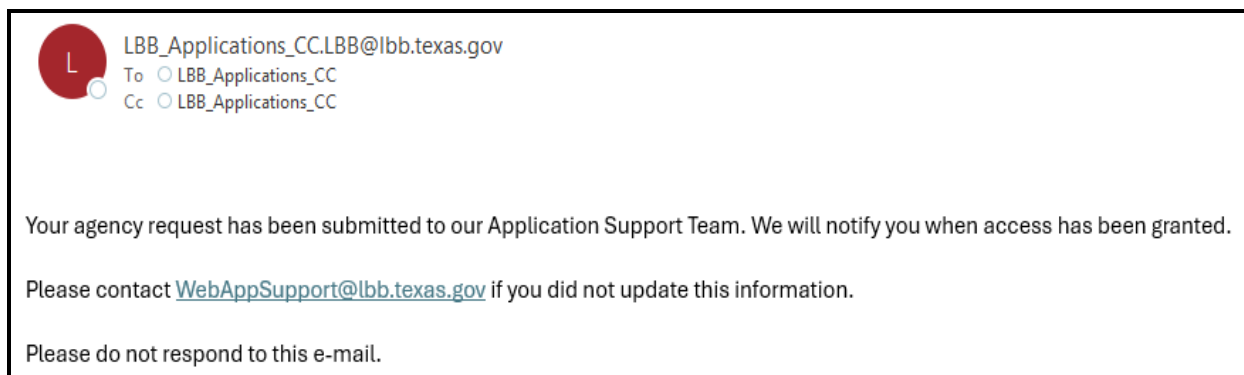 L
LBB_Applications_CC.LBB@lbb.texas.gov
To LBB_Applications_CC
Cc LBB_Applications_CC
Your agency request has been submitted to our Application Support Team. We will notify you when access has been granted.
Please contact WebAppSupport@lbb.texas.gov if you did not update this information.
Please do not respond to this e-mail.